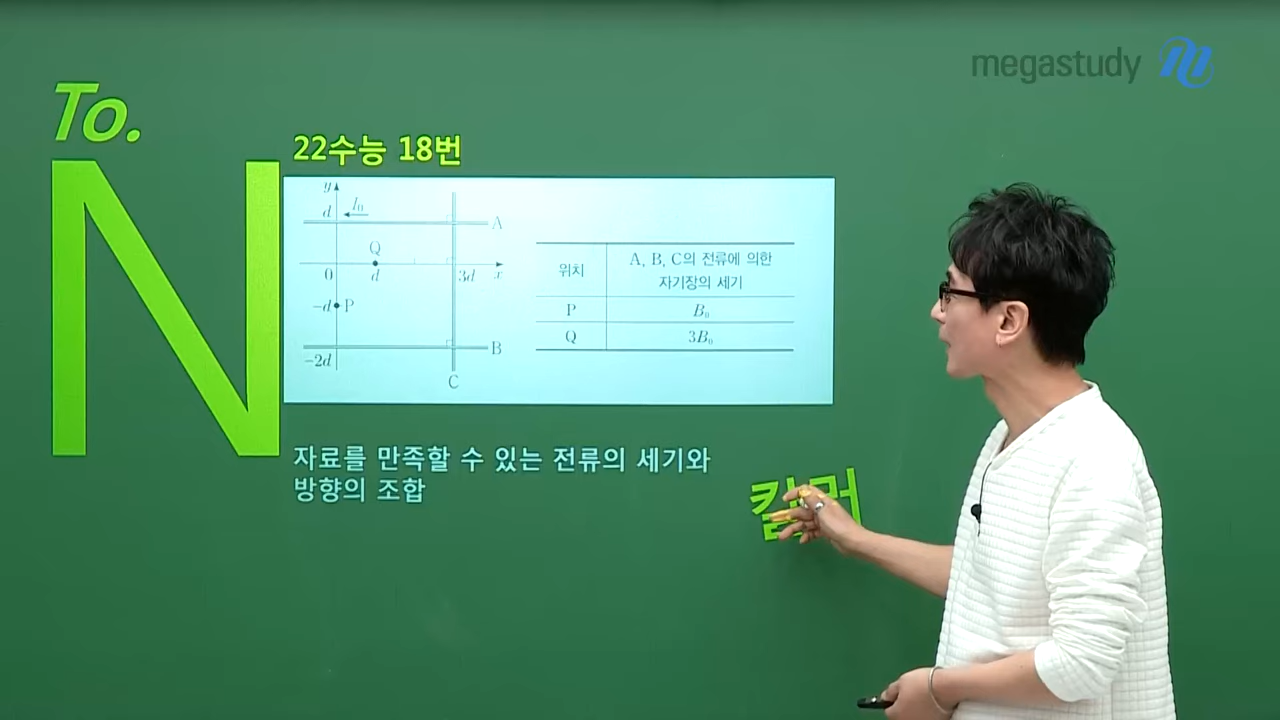 megastudy
To.
N
22수능 18번
y
d
I₀
A
Q
0
d
3d
x
-d
P
-2d
B
C
위치
A, B, C의 전류에 의한
자기장의 세기
P
B₀
Q
3B₀
자료를 만족할 수 있는 전류의 세기와
방향의 조합